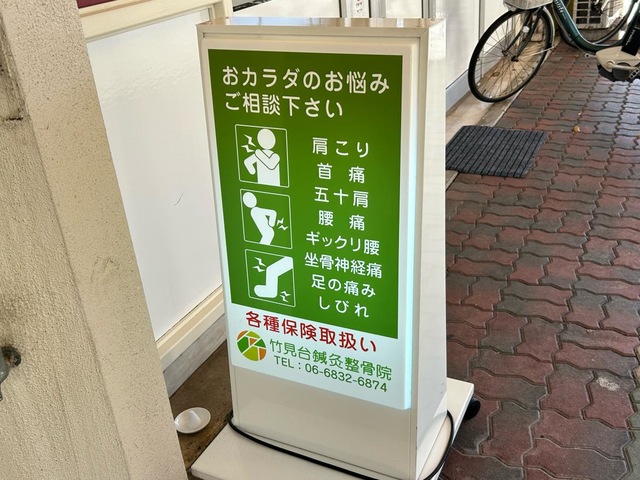 おカラダのお悩み
ご相談下さい
肩こり
首痛
五十肩
腰痛
ギックリ腰
坐骨神経痛
足の痛み
しびれ
各種保険取扱い
竹見台鍼灸整骨院
TEL：06-6832-6874